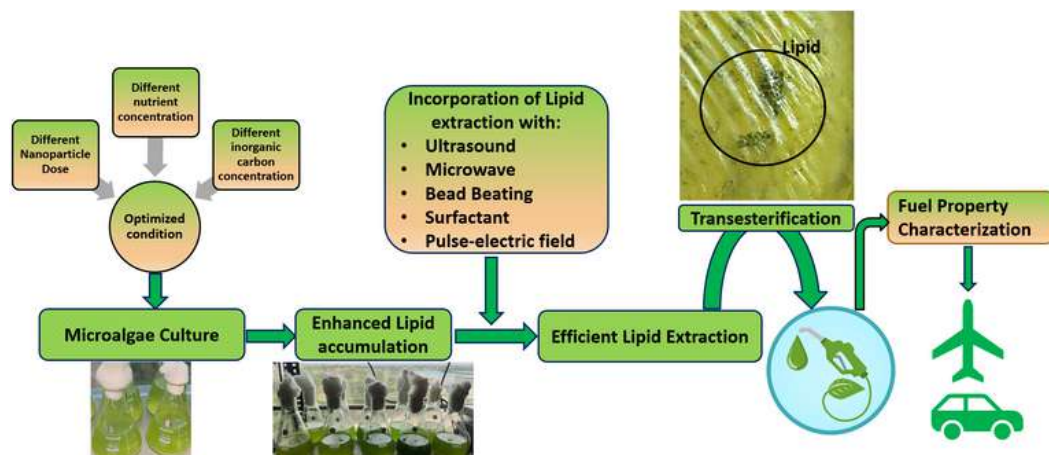 Different
nutrient
concentration
Different
Nanoparticle
Dose
Different
inorganic
carbon
concentration
Optimized
condition
Microalgae Culture
Enhanced Lipid
accumulation
Incorporation of Lipid
extraction with:
• Ultrasound
• Microwave
• Bead Beating
• Surfactant
• Pulse-electric field
Efficient Lipid Extraction
Lipid
Transesterification
Fuel Property
Characterization